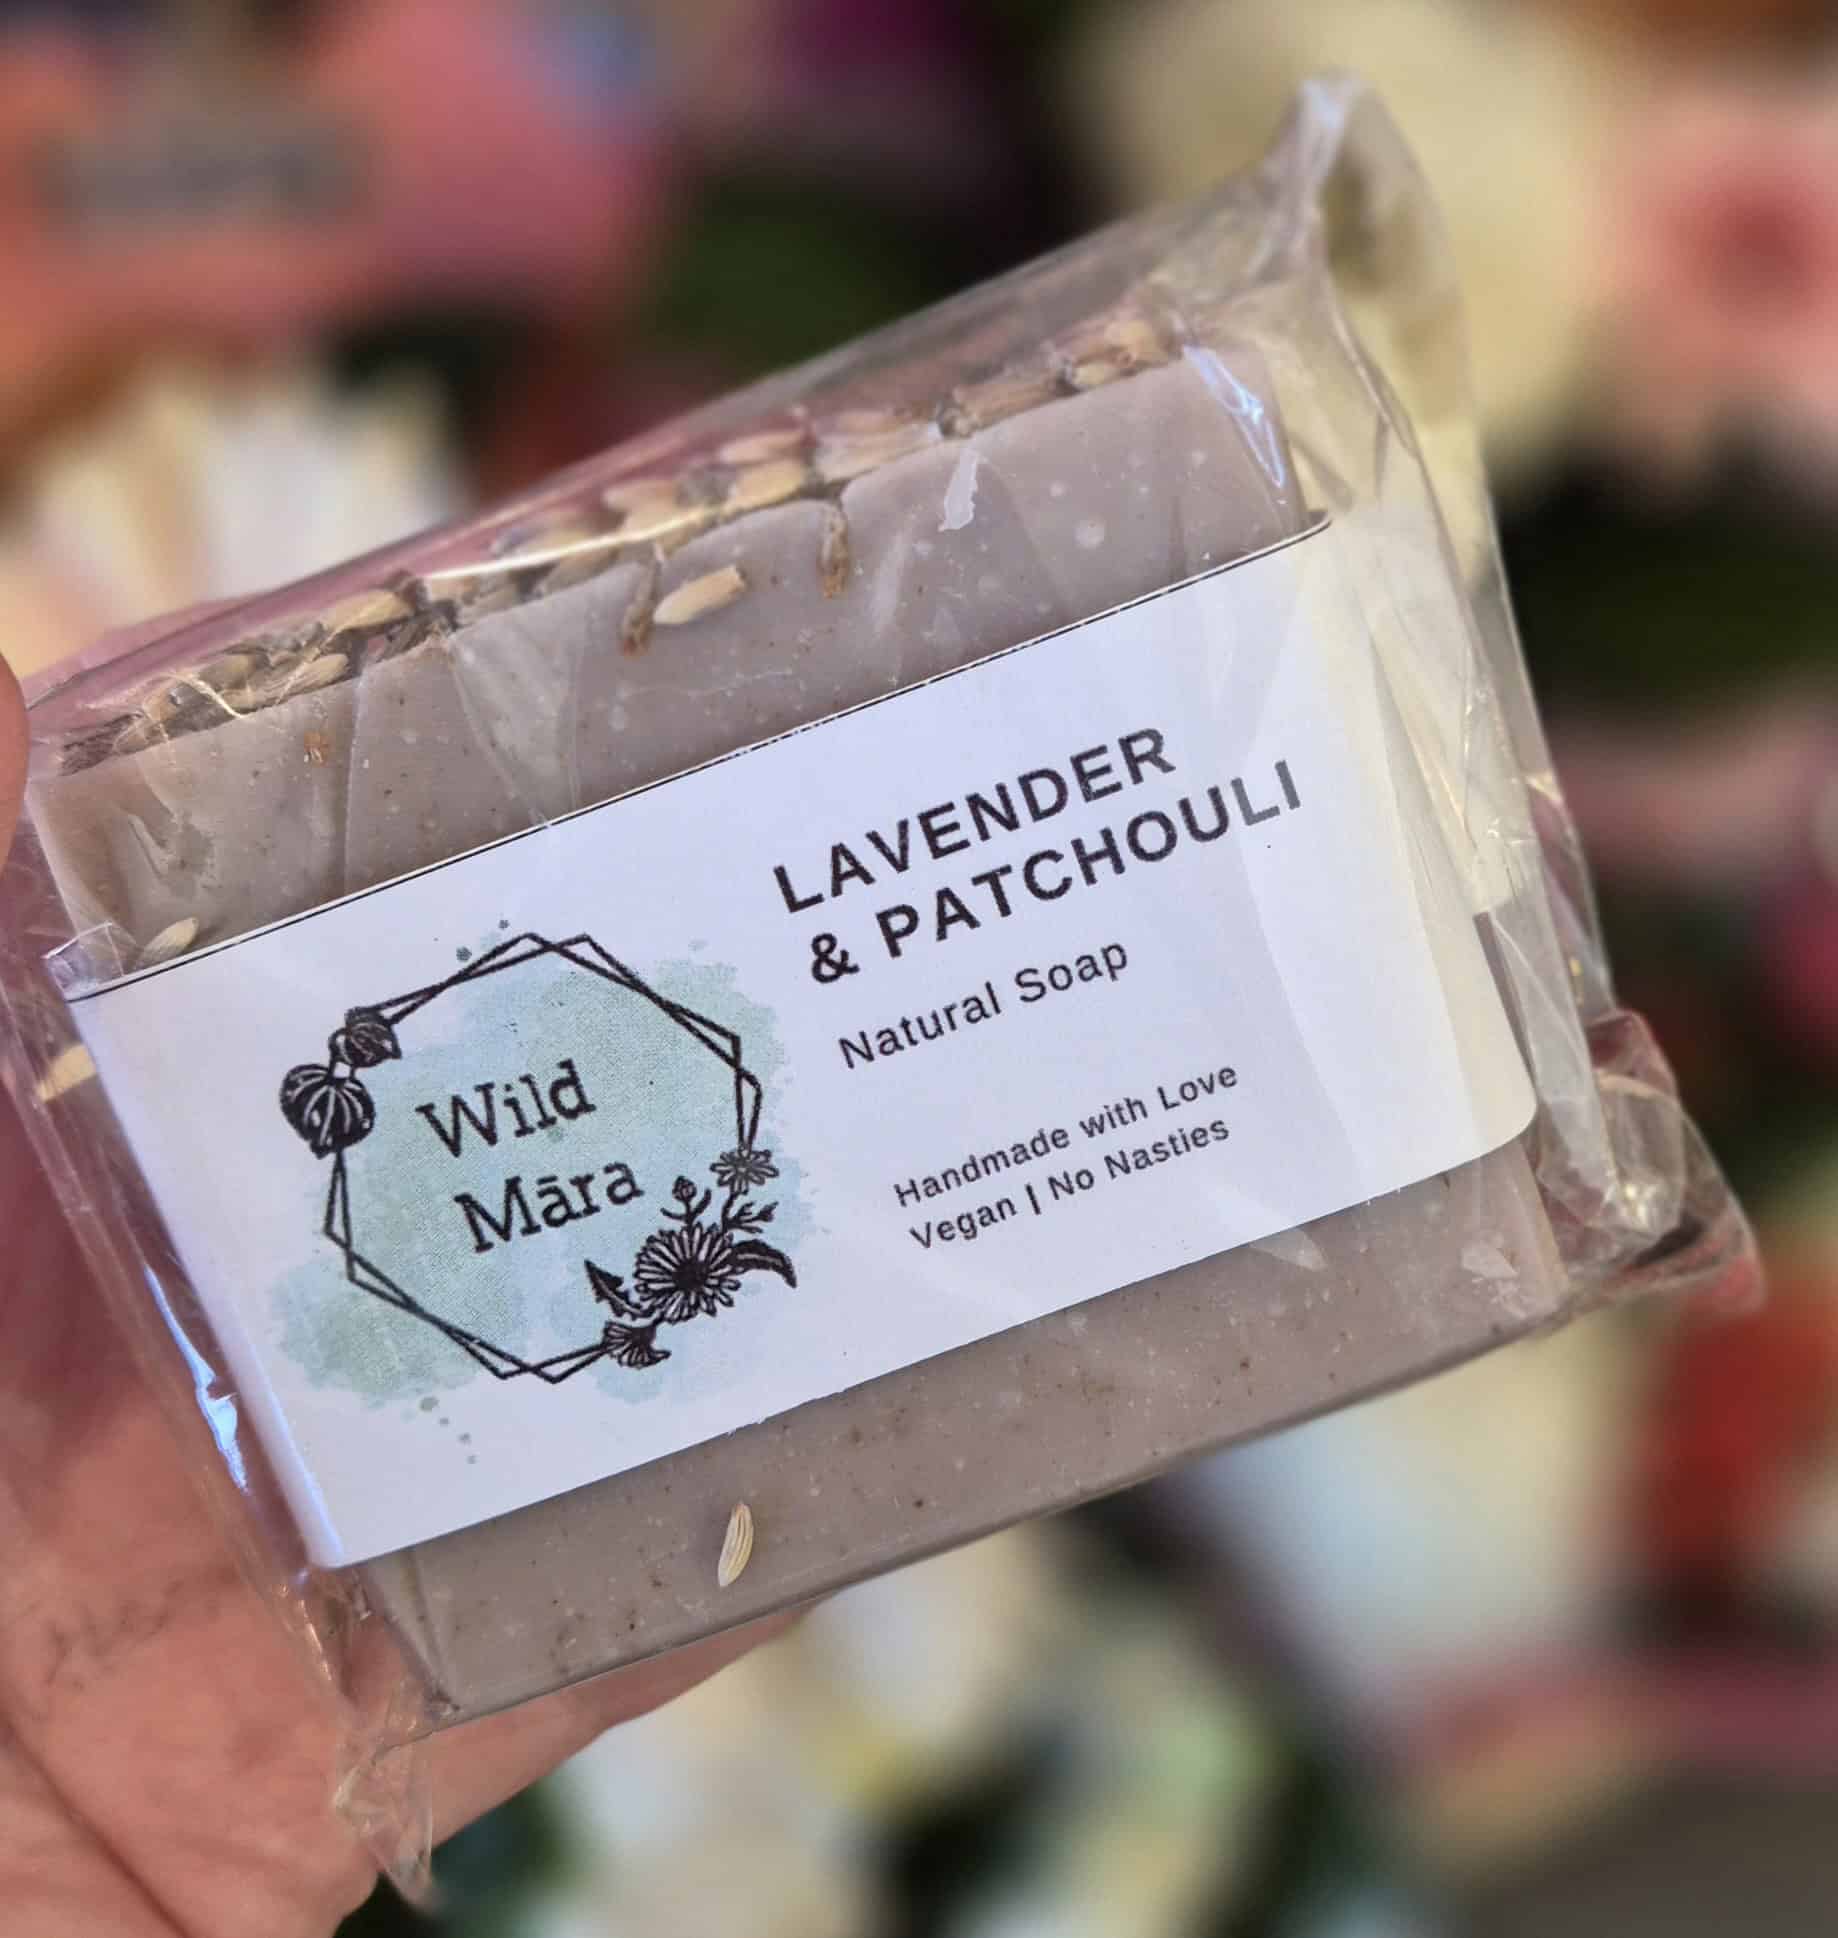 LAVENDER
& PATCHOULI
Natural Soap
Handmade with Love
Vegan | No Nasties
Wild
Māra